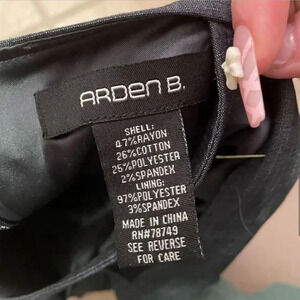 ARDEN B.
SHELL:
47%RAYON
26%COTTON
25%POLYESTER
2%SPANDEX
LINING:
97%POLYESTER
3%SPANDEX
MADE IN CHINA
RN#78749
SEE REVERSE
FOR CARE